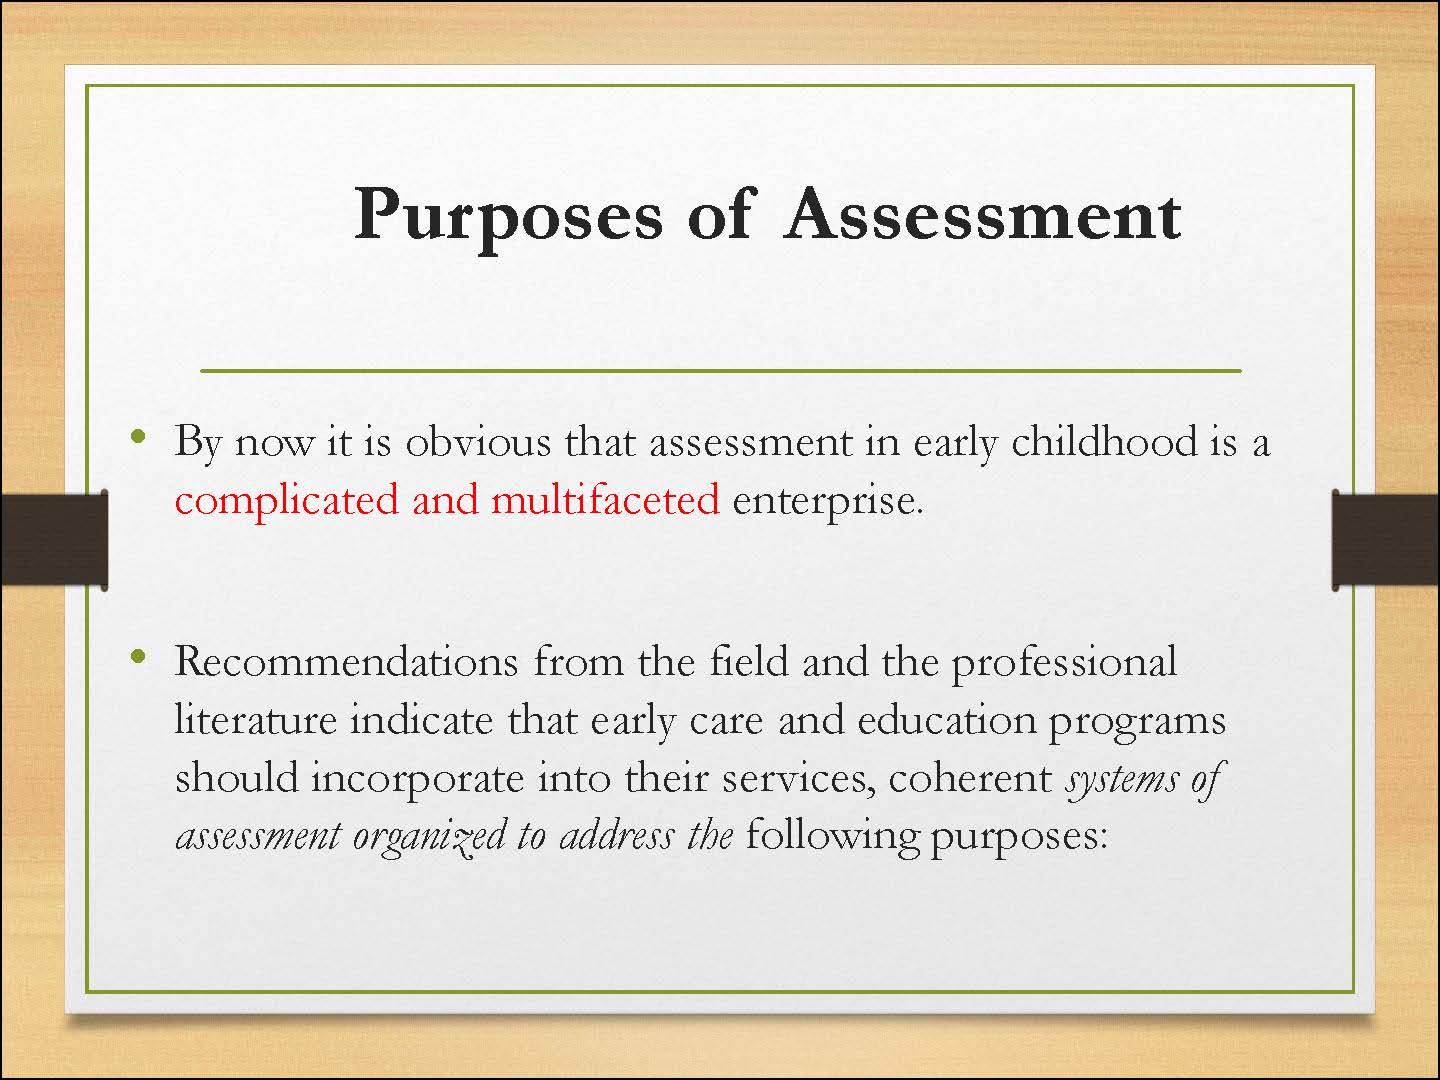 Purposes of Assessment
• By now it is obvious that assessment in early childhood is a
complicated and multifaceted enterprise.
• Recommendations from the field and the professional
literature indicate that early care and education programs
should incorporate into their services, coherent systems of
assessment organized to address the following purposes: